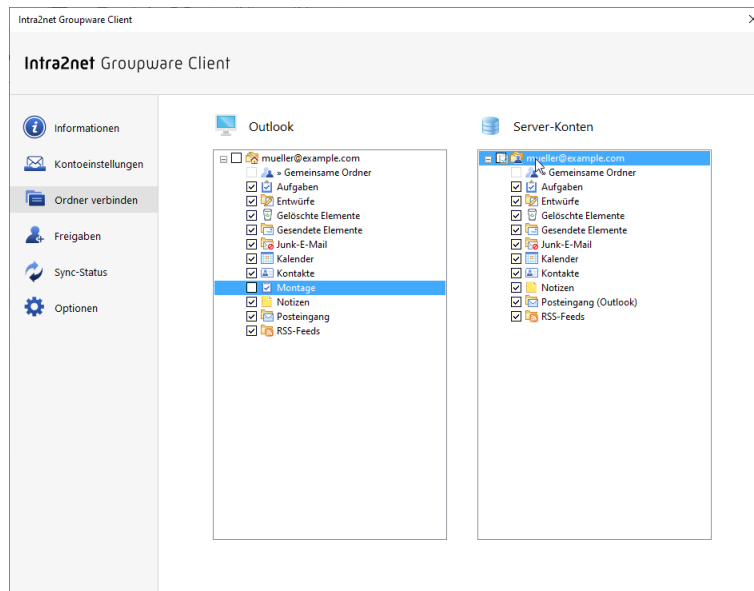 Intra2net Groupware Client
Intra2net Groupware Client
Informationen
Kontoeinstellungen
Ordner verbinden
Freigaben
Sync-Status
Optionen
Outlook
mueller@example.com
» Gemeinsame Ordner
Aufgaben
Entwürfe
Gelöschte Elemente
Gesendete Elemente
Junk-E-Mail
Kalender
Kontakte
Montage
Notizen
Posteingang
RSS-Feeds
Server-Konten
mueller@example.com
» Gemeinsame Ordner
Aufgaben
Entwürfe
Gelöschte Elemente
Gesendete Elemente
Junk-E-Mail
Kalender
Kontakte
Notizen
Posteingang (Outlook)
RSS-Feeds